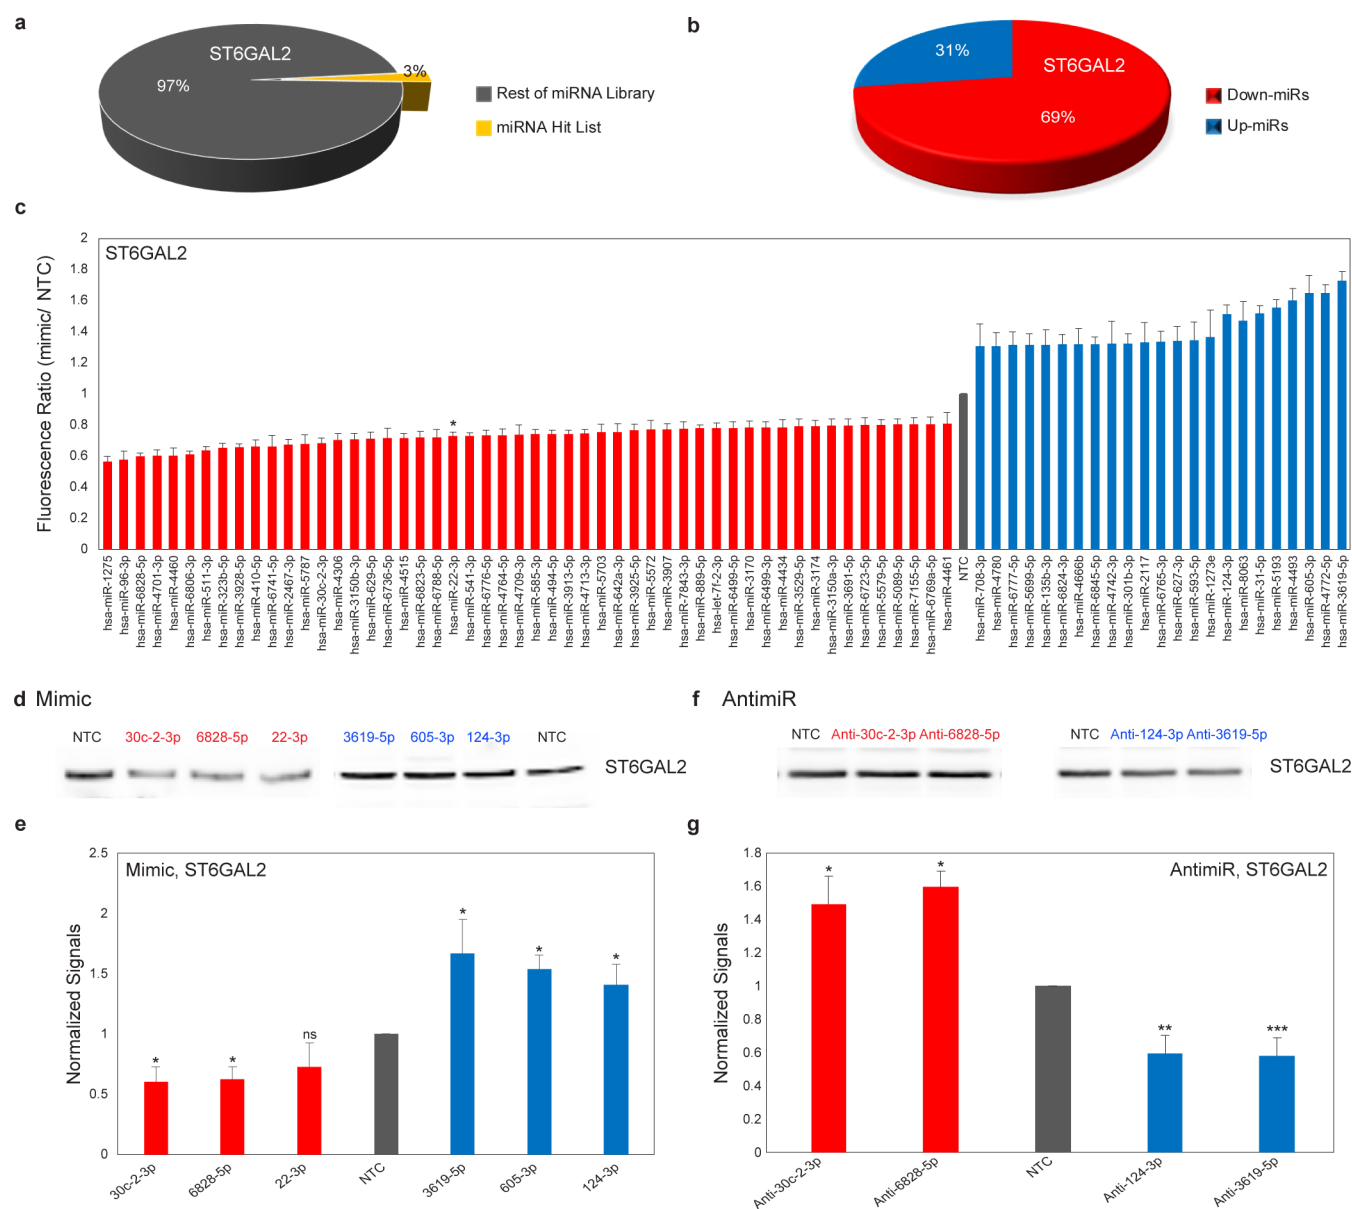 a
ST6GAL2
97%
3%
Rest of miRNA Library
miRNA Hit List
b
31%
ST6GAL2
69%
Down-miRs
Up-miRs
c
ST6GAL2
Fluorescence Ratio (mimic/ NTC)
2
1.8
1.6
1.4
1.2
1
0.8
0.6
0.4
0.2
0
*
hsa-miR-1275
hsa-miR-96-3p
hsa-miR-6828-5p
hsa-miR-4701-3p
hsa-miR-4460
hsa-miR-6806-3p
hsa-miR-511-3p
hsa-miR-323b-5p
hsa-miR-3928-5p
hsa-miR-410-5p
hsa-miR-6741-5p
hsa-miR-2467-3p
hsa-miR-5787
hsa-miR-30c-2-3p
hsa-miR-4306
hsa-miR-3150b-3p
hsa-miR-629-5p
hsa-miR-6736-5p
hsa-miR-4515
hsa-miR-6823-5p
hsa-miR-6788-5p
hsa-miR-22-3p
hsa-miR-541-3p
hsa-miR-6776-5p
hsa-miR-4764-5p
hsa-miR-4709-3p
hsa-miR-585-3p
hsa-miR-494-5p
hsa-miR-3913-5p
hsa-miR-4713-3p
hsa-miR-5703
hsa-miR-642a-3p
hsa-miR-3925-5p
hsa-miR-5572
hsa-miR-3907
hsa-miR-7843-3p
hsa-miR-889-5p
hsa-let-7f-2-3p
hsa-miR-6499-5p
hsa-miR-3170
hsa-miR-6499-3p
hsa-miR-4434
hsa-miR-3529-5p
hsa-miR-3174
hsa-miR-3150a-3p
hsa-miR-3691-5p
hsa-miR-6723-5p
hsa-miR-5579-5p
hsa-miR-5089-5p
hsa-miR-7155-5p
hsa-miR-6769a-5p
hsa-miR-4461
NTC
hsa-miR-708-3p
hsa-miR-4780
hsa-miR-6777-5p
hsa-miR-5699-5p
hsa-miR-135b-3p
hsa-miR-6824-3p
hsa-miR-4666b
hsa-miR-6845-5p
hsa-miR-4742-3p
hsa-miR-301b-3p
hsa-miR-2117
hsa-miR-6765-3p
hsa-miR-627-3p
hsa-miR-593-5p
hsa-miR-1273e
hsa-miR-124-3p
hsa-miR-8063
hsa-miR-31-5p
hsa-miR-5193
hsa-miR-4493
hsa-miR-605-3p
hsa-miR-4772-5p
hsa-miR-3619-5p
d Mimic
NTC 30c-2-3p 6828-5p 22-3p 3619-5p 605-3p 124-3p NTC
ST6GAL2
f AntimiR
NTC Anti-30c-2-3p Anti-6828-5p NTC Anti-124-3p Anti-3619-5p
ST6GAL2
e
Mimic, ST6GAL2
Normalized Signals
2.5
2
1.5
1
0.5
0
* * ns * * *
30c-2-3p
6828-5p
22-3p
NTC
3619-5p
605-3p
124-3p
g
AntimiR, ST6GAL2
Normalized Signals
1.8
1.6
1.4
1.2
1
0.8
0.6
0.4
0.2
0
* * ** ***
Anti-30c-2-3p
Anti-6828-5p
NTC
Anti-124-3p
Anti-3619-5p